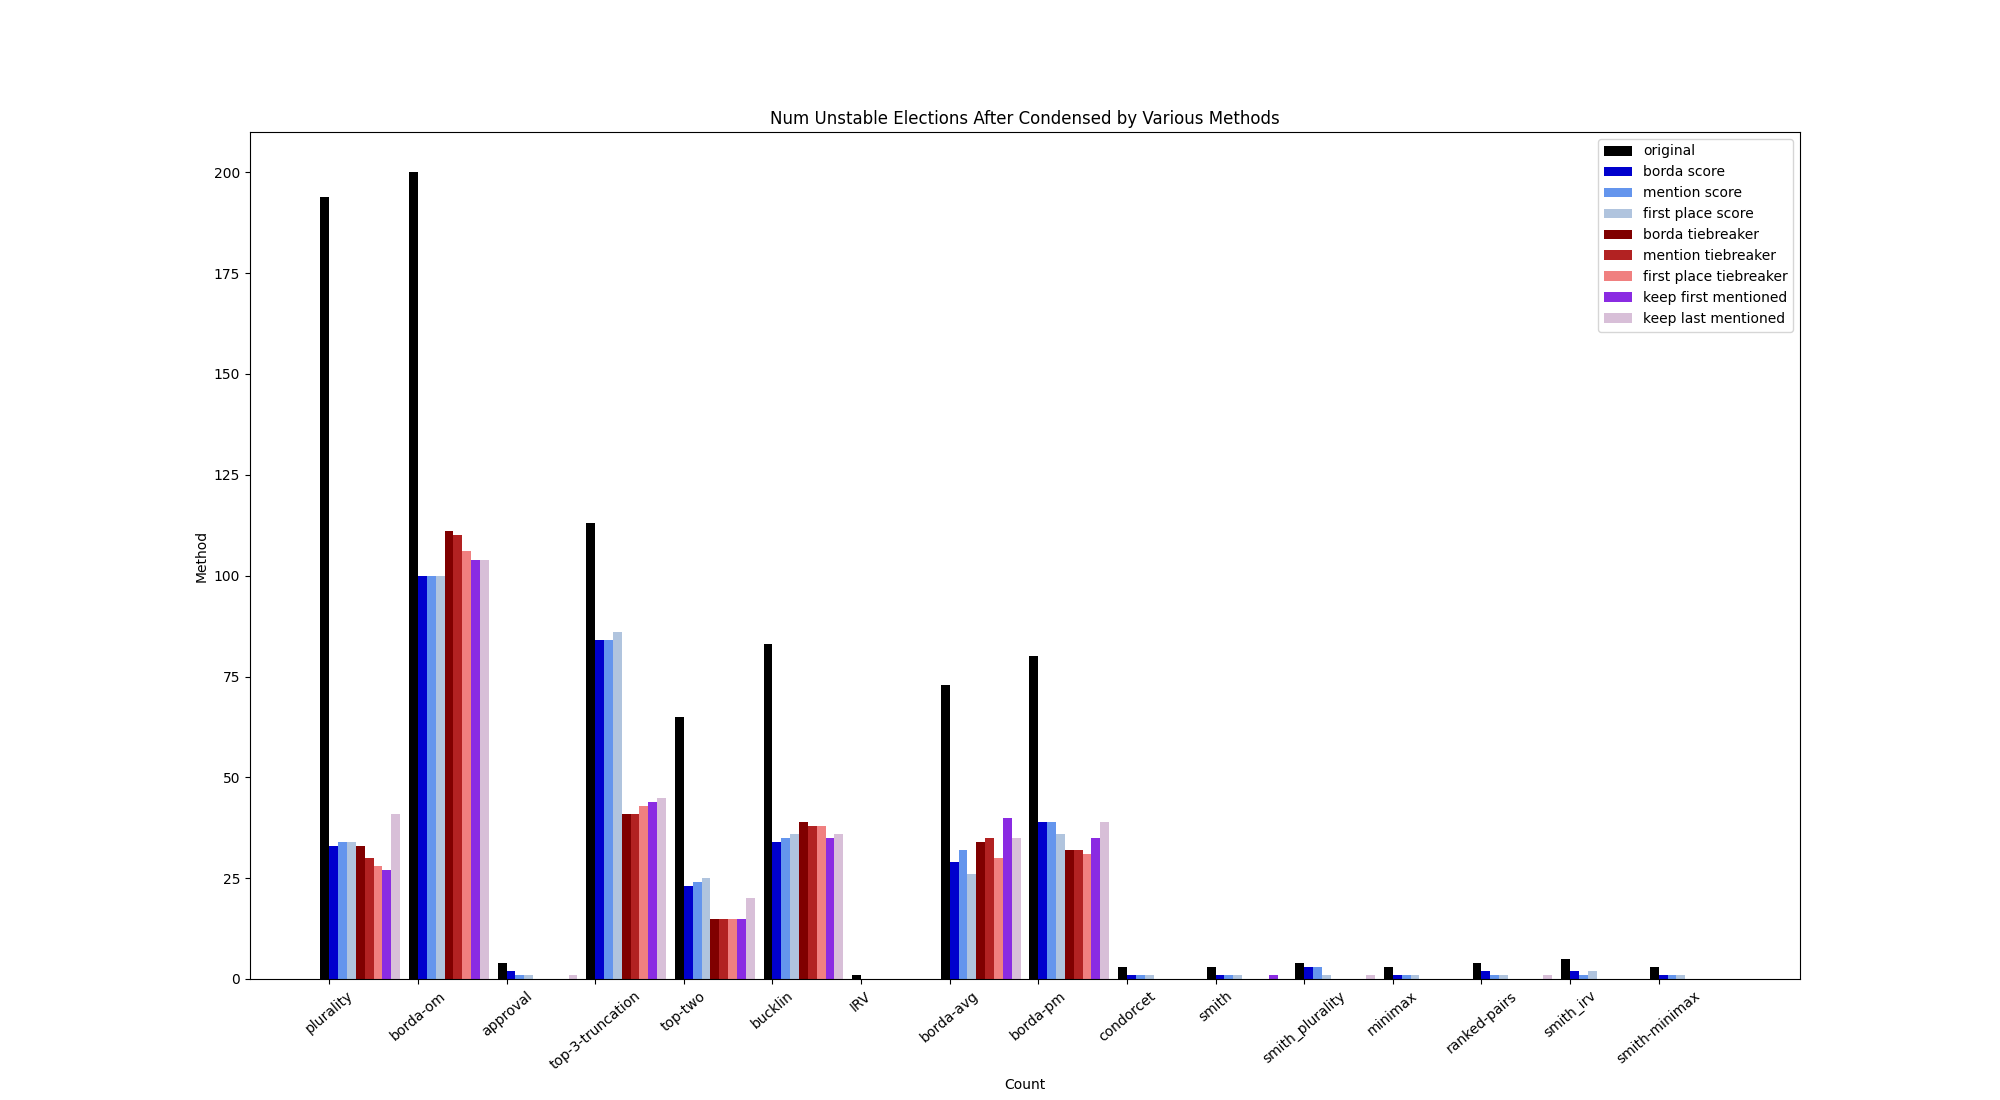 Num Unstable Elections After Condensed by Various Methods
original
borda score
mention score
first place score
borda tiebreaker
mention tiebreaker
first place tiebreaker
keep first mentioned
keep last mentioned
200
175
150
125
100
75
50
25
0
Method
plurality
borda-om
approval
top-3-truncation
top-two
bucklin
IRV
borda-avg
borda-pm
condorcet
smith
smith_plurality
minimax
ranked-pairs
smith_irv
smith-minimax
Count